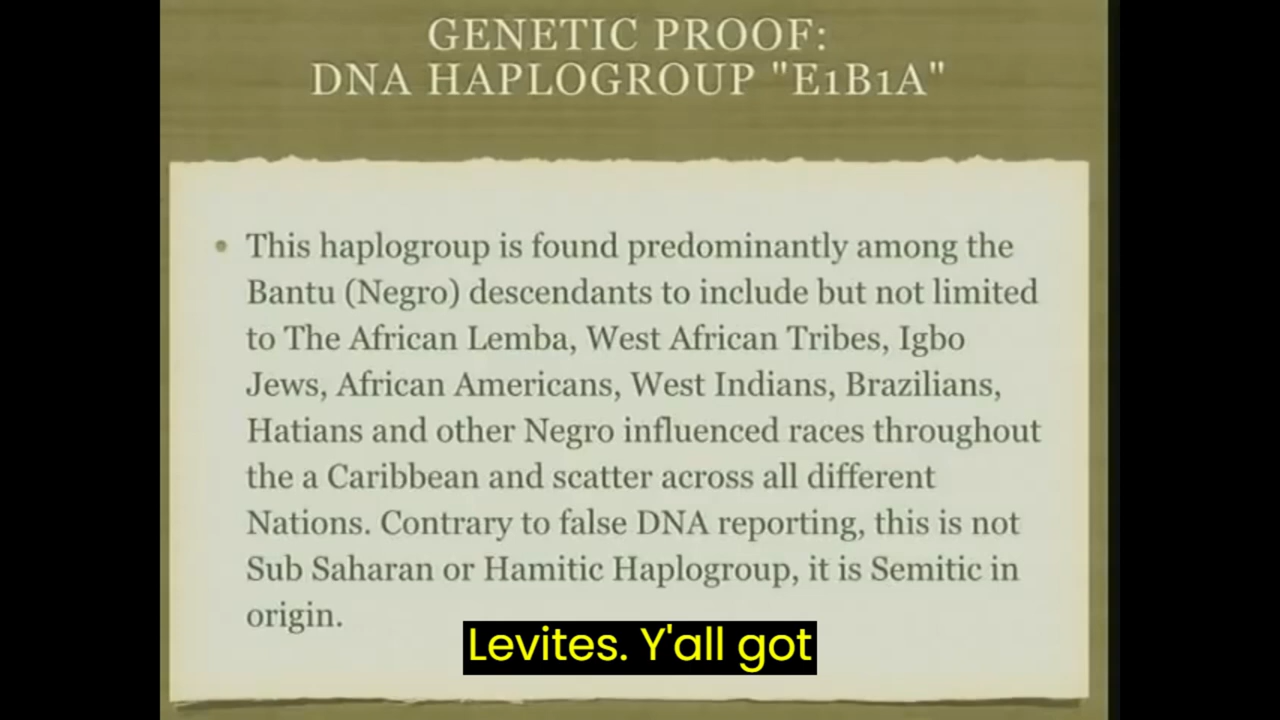 GENETIC PROOF:
DNA HAPLOGROUP "E1B1A"
• This haplogroup is found predominantly among the
Bantu (Negro) descendants to include but not limited
to The African Lemba, West African Tribes, Igbo
Jews, African Americans, West Indians, Brazilians,
Hatians and other Negro influenced races throughout
the a Caribbean and scatter across all different
Nations. Contrary to false DNA reporting, this is not
Sub Saharan or Hamitic Haplogroup, it is Semitic in
origin.
Levites. Y'all got